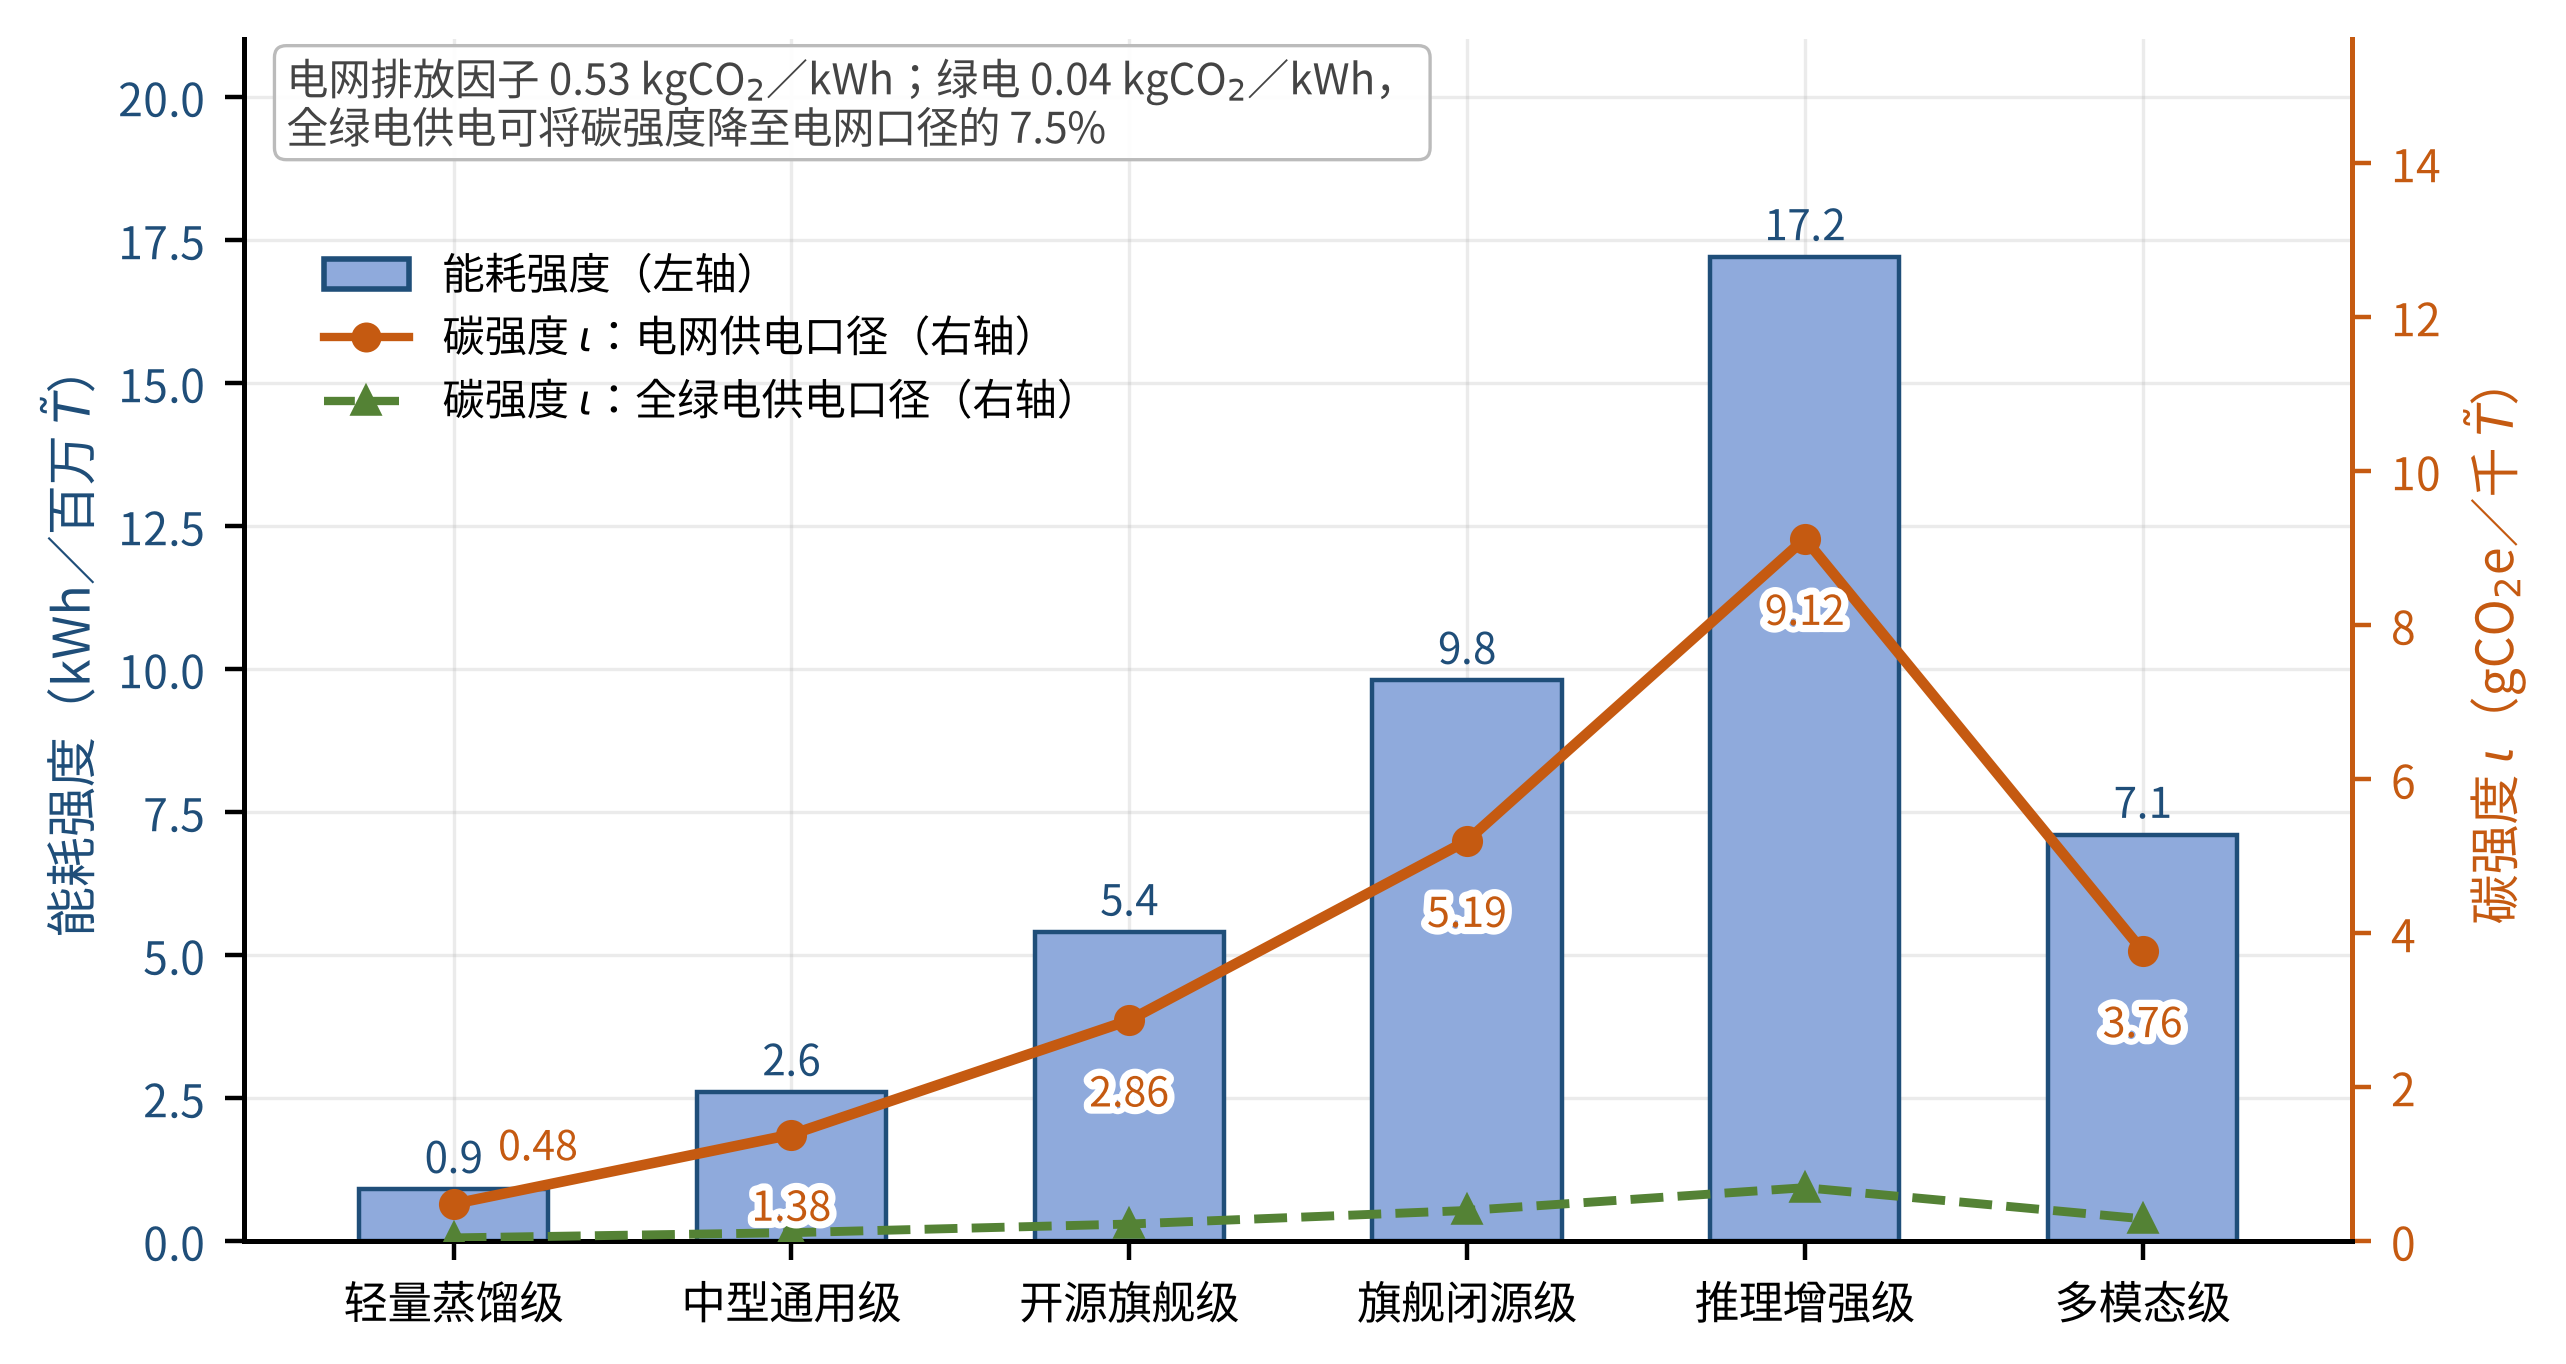 电网排放因子 0.53 kgCO₂／kWh；绿电 0.04 kgCO₂／kWh，
全绿电供电可将碳强度降至电网口径的 7.5%
能耗强度（左轴）
碳强度 ι：电网供电口径（右轴）
碳强度 ι：全绿电供电口径（右轴）
能耗强度（kWh／百万 T̃）
20.0
17.5
15.0
12.5
10.0
7.5
5.0
2.5
0.0
0.9
2.6
5.4
9.8
17.2
7.1
0.48
1.38
2.86
5.19
9.12
3.76
14
12
10
8
6
4
2
0
碳强度 ι（gCO₂e／千 T̃）
轻量蒸馏级
中型通用级
开源旗舰级
旗舰闭源级
推理增强级
多模态级